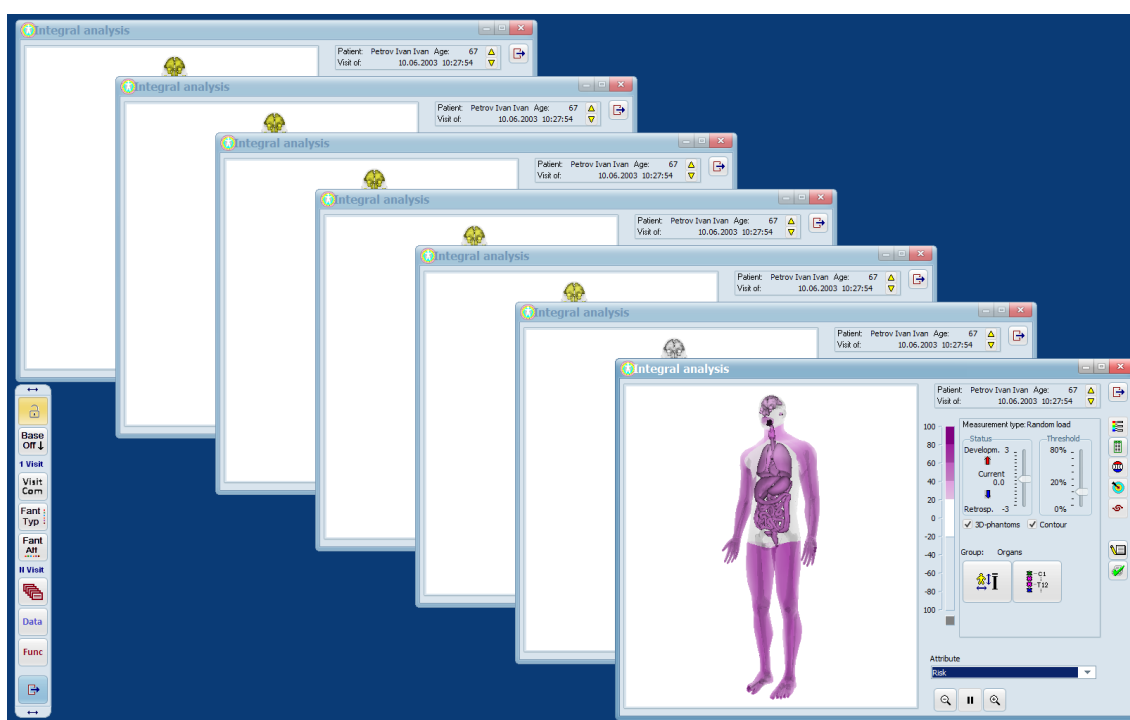 Integral analysis
Patient: Petrov Ivan Ivan Age: 67
Visit of: 10.06.2003 10:27:54
Integral analysis
Patient: Petrov Ivan Ivan Age: 67
Visit of: 10.06.2003 10:27:54
Integral analysis
Patient: Petrov Ivan Ivan Age: 67
Visit of: 10.06.2003 10:27:54
Integral analysis
Patient: Petrov Ivan Ivan Age: 67
Visit of: 10.06.2003 10:27:54
Integral analysis
Patient: Petrov Ivan Ivan Age: 67
Visit of: 10.06.2003 10:27:54
Integral analysis
Patient: Petrov Ivan Ivan Age: 67
Visit of: 10.06.2003 10:27:54
Integral analysis
Patient: Petrov Ivan Ivan Age: 67
Visit of: 10.06.2003 10:27:54
Measurement type: Random load
Status
Threshold
Developm. 3
80%
Current
0.0
20%
Retrosp. -3
0%
3D-phantoms
Contour
Group: Organs
C1
T12
100
80
60
40
20
0
-20
-40
-60
-80
100
Attribute
Risk
Base
Off
1 Visit
Visit
Com
Fant
Typ
Fant
Att
II Visit
Data
Func